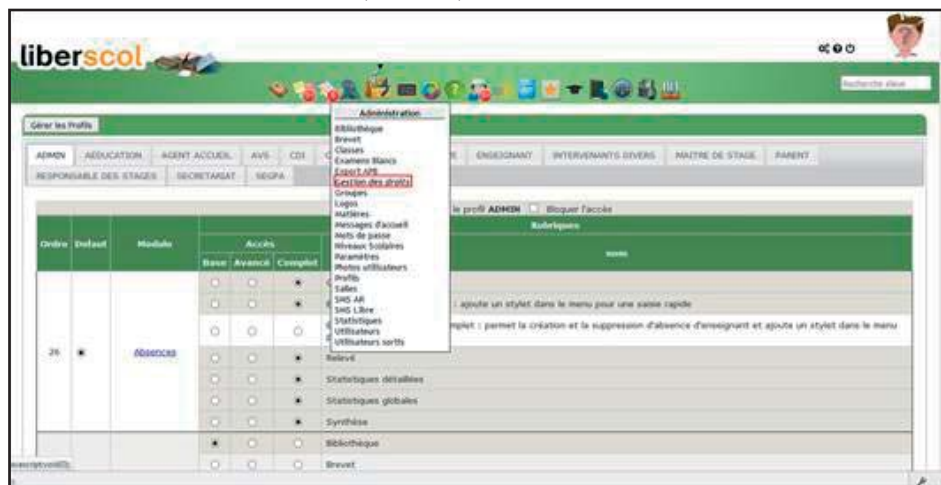 liberscol
Recherche élève
Gérer les Profils
Administration
Bibliothèque
Brevet
Classes
Examens Blancs
Export APB
Gestion des droits
Groupes
Logos
Matières
Messages d'accueil
Mots de passe
Niveaux Scolaires
Paramètres
Photos utilisateurs
Profils
Salles
SMS AR
SMS Libre
Statistiques
Utilisateurs
Utilisateurs sortis
ADMIN AEDUCATION AGENT ACCUEIL AVS CDI ENSEIGNANT INTERVENANTS DIVERS MAITRE DE STAGE PARENT
RESPONSABLE DES STAGES SECRETARIAT SEGPA
le profil ADMIN Bloquer l'accès
Ordre Defaut Module Accès Rubriques
Base Avancé Complet noms
: ajoute un stylet dans le menu pour une saisie rapide
mplet : permet la création et la suppression d'absence d'enseignant et ajoute un stylet dans le menu
26 Absences
Relevé
Statistiques détaillées
Statistiques globales
Synthèse
Bibliothèque
Brevet